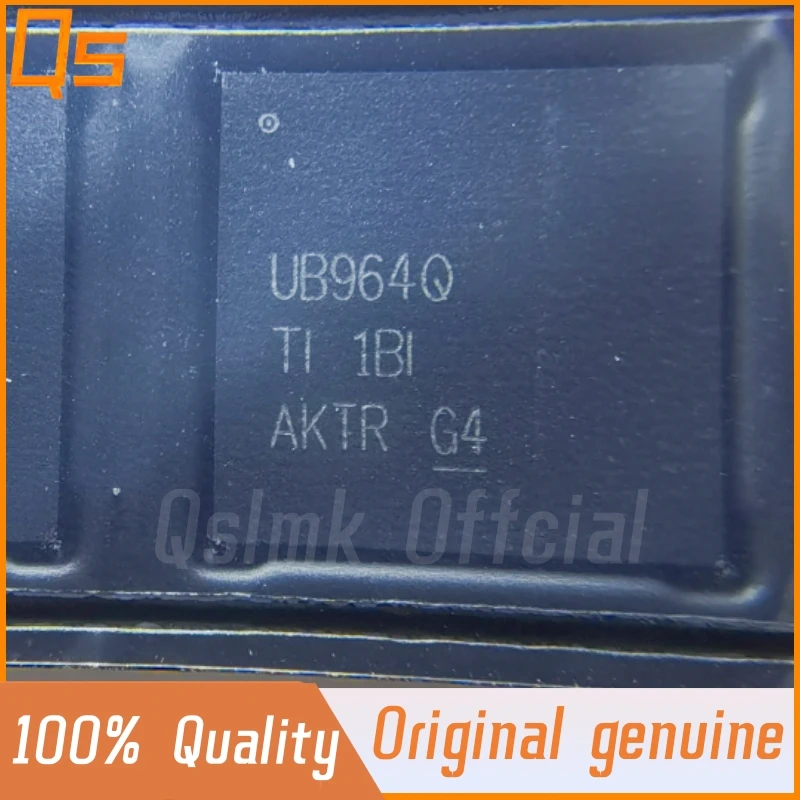 Qs
UB964Q
TI 1BI
AKTR G4
Qslmk Offcial
100% Quality
Original genuine